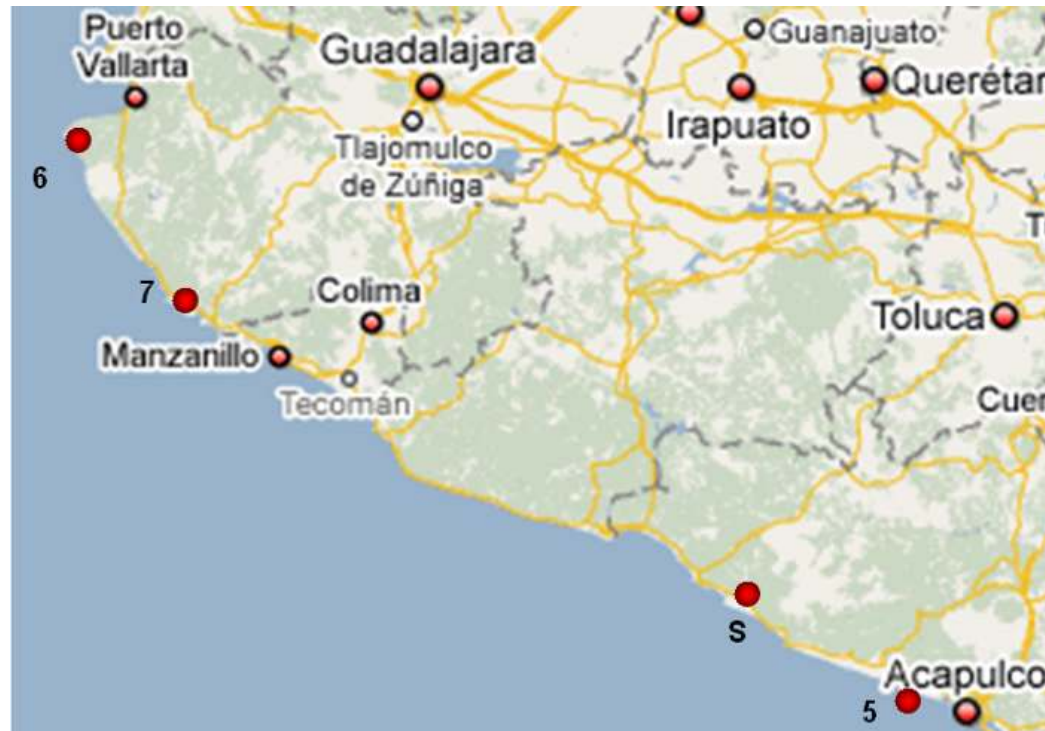 Puerto
Vallarta
Guadalajara
Guanajuato
Querétar
Irapuato
Tlajomulco
de Zúñiga
6
7
Colima
Toluca
Manzanillo
Tecomán
Cuer
S
Acapulco
5